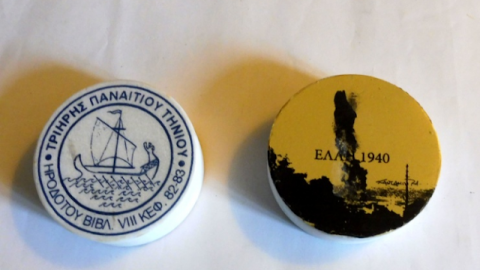 ΤΡΙΗΡΗΣ ΠΑΝΑΙΤΙΟΥ ΤΗΝΙΟΥ
ΗΡΟΔΟΤΟΥ ΒΙΒΛ. VIII ΚΕΦ. 82.83
ΕΛΛΗ 1940